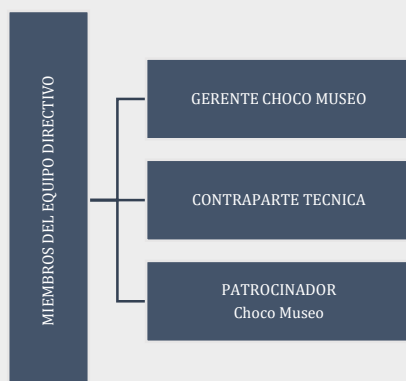 MIEMBROS DEL EQUIPO DIRECTIVO
GERENTE CHOCO MUSEO
CONTRAPARTE TECNICA
PATROCINADOR
Choco Museo